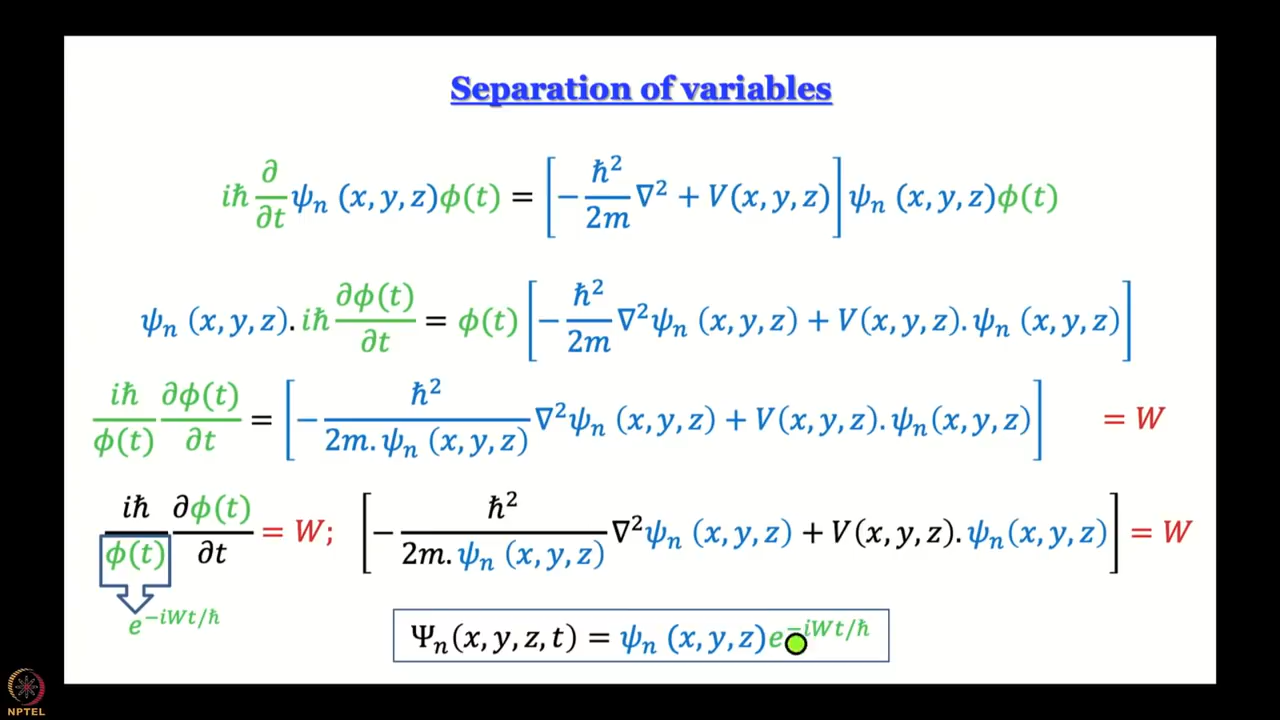 Separation of variables
iħ ∂/∂t ψₙ (x, y, z)ϕ(t) = [−ħ²/2m ∇² + V(x, y, z)] ψₙ (x, y, z)ϕ(t)
ψₙ (x, y, z). iħ ∂ϕ(t)/∂t = ϕ(t) [−ħ²/2m ∇²ψₙ (x, y, z) + V(x, y, z). ψₙ (x, y, z)]
iħ/ϕ(t) ∂ϕ(t)/∂t = [−ħ²/2m. ψₙ (x, y, z) ∇²ψₙ (x, y, z) + V(x, y, z). ψₙ(x, y, z)] = W
iħ/ϕ(t) ∂ϕ(t)/∂t = W; [−ħ²/2m. ψₙ (x, y, z) ∇²ψₙ (x, y, z) + V(x, y, z). ψₙ(x, y, z)] = W
e^{−iWt/ħ}
Ψₙ(x, y, z, t) = ψₙ (x, y, z)e^{−iWt/ħ}
NPTEL